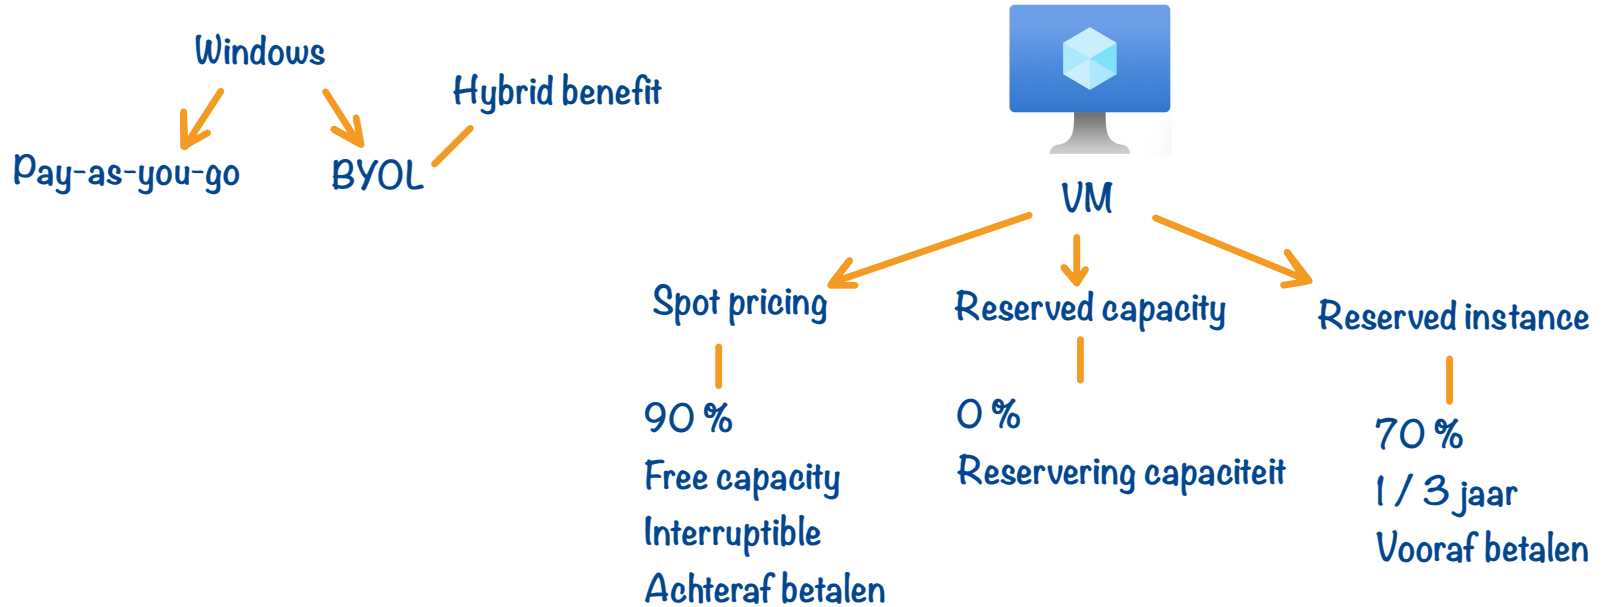 Windows
Hybrid benefit
Pay-as-you-go
BYOL
VM
Spot pricing
Reserved capacity
Reserved instance
90 %
Free capacity
Interruptible
Achteraf betalen
0 %
Reservering capaciteit
70 %
1 / 3 jaar
Vooraf betalen